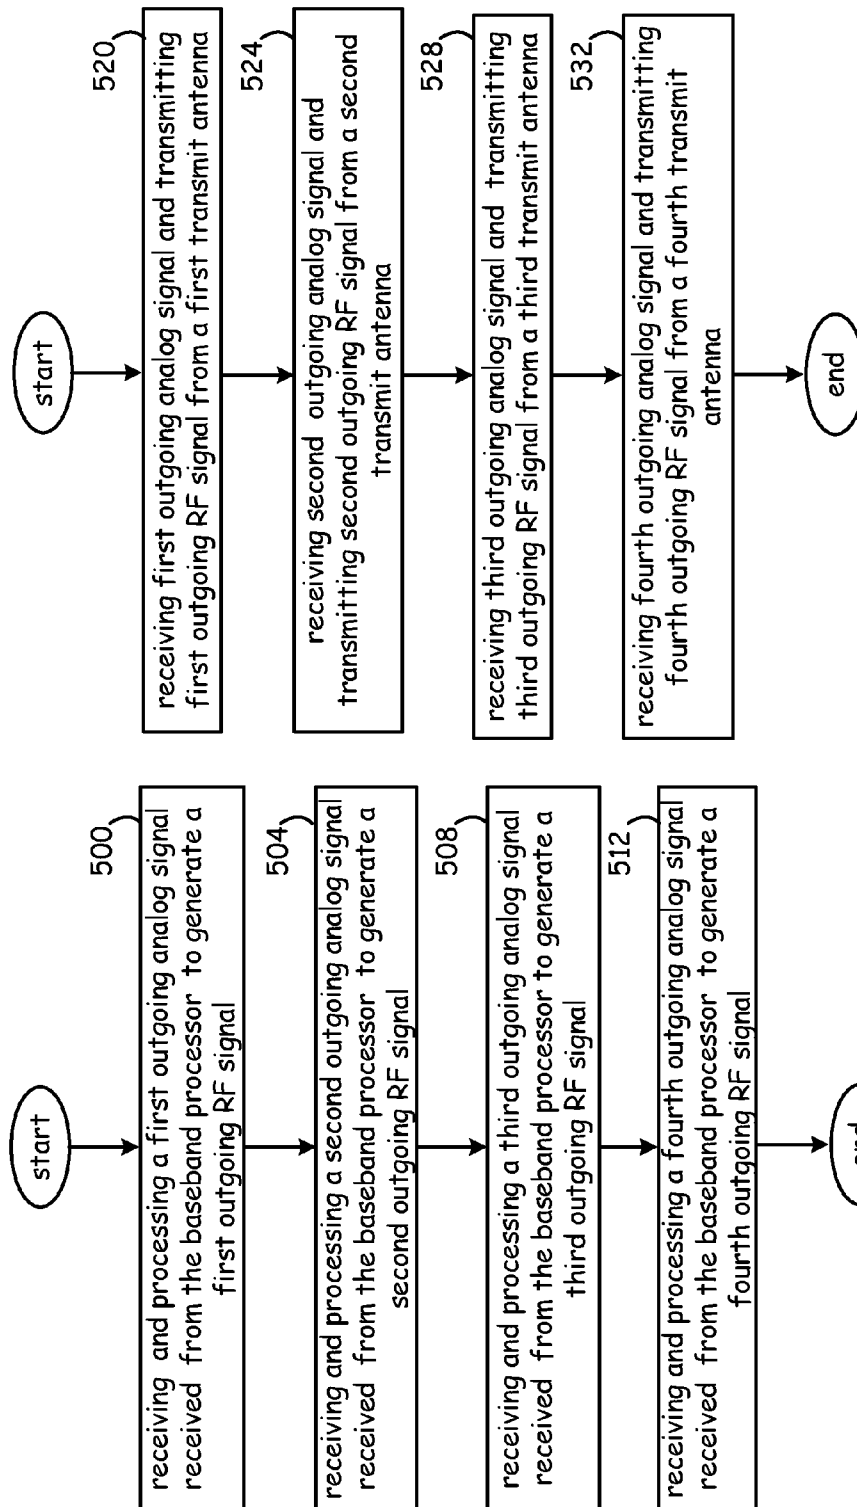 start
500
receiving and processing a first outgoing analog signal
received from the baseband processor to generate a
first outgoing RF signal
504
receiving and processing a second outgoing analog signal
received from the baseband processor to generate a
second outgoing RF signal
508
receiving and processing a third outgoing analog signal
received from the baseband processor to generate a
third outgoing RF signal
512
receiving and processing a fourth outgoing analog signal
received from the baseband processor to generate a
fourth outgoing RF signal
end
start
520
receiving first outgoing analog signal and transmitting
first outgoing RF signal from a first transmit antenna
524
receiving second outgoing analog signal and
transmitting second outgoing RF signal from a second
transmit antenna
528
receiving third outgoing analog signal and transmitting
third outgoing RF signal from a third transmit antenna
532
receiving fourth outgoing analog signal and transmitting
fourth outgoing RF signal from a fourth transmit
antenna
end